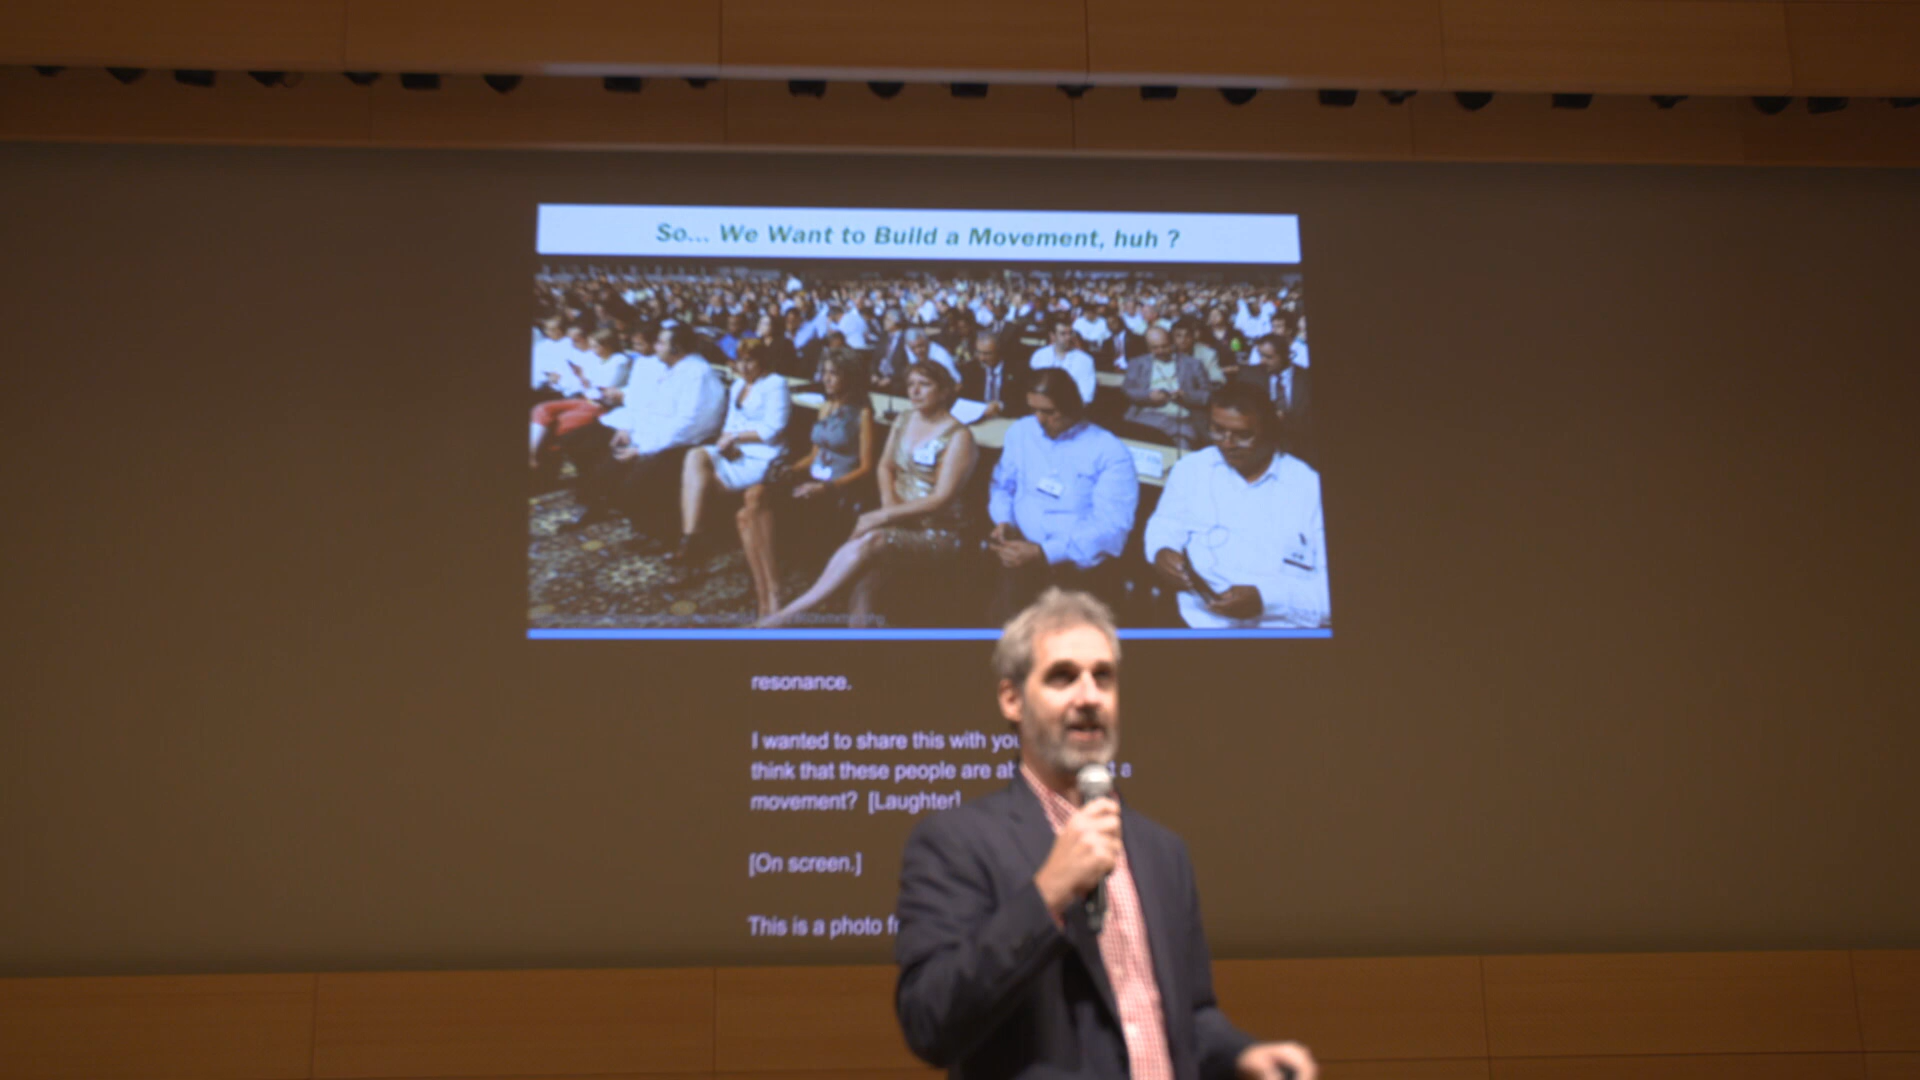 So... We Want to Build a Movement, huh ?
resonance.
I wanted to share this with you
think that these people are a
movement? [Laughter]
[On screen.]
This is a photo